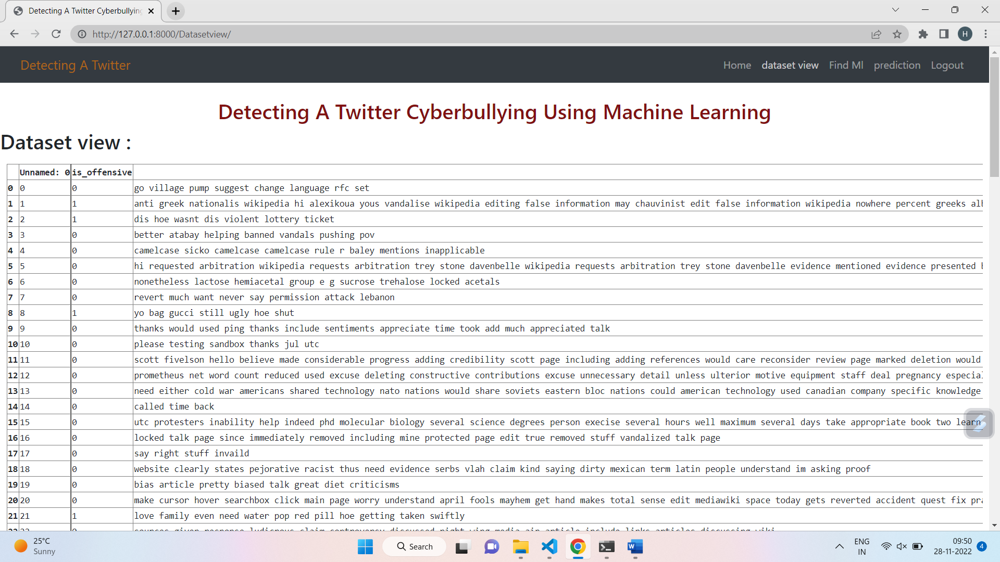 Detecting A Twitter Cyberbullying
http://127.0.0.1:8000/Datasetview/
H
Detecting A Twitter
Home dataset view Find Ml prediction Logout
Detecting A Twitter Cyberbullying Using Machine Learning
Dataset view :
Unnamed: 0 is_offensive
0 0 0 go village pump suggest change language rfc set
1 1 1 anti greek nationalis wikipedia hi alexikoua yous vandalise wikipedia editing false information may chauvinist edit false information wikipedia nowhere percent greeks
2 2 1 dis hoe wasnt dis violent lottery ticket
3 3 0 better atabay helping banned vandals pushing pov
4 4 0 camelcase sicko camelcase camelcase rule r baley mentions inapplicable
5 5 0 hi requested arbitration wikipedia requests arbitration trey stone davenbelle wikipedia requests arbitration trey stone davenbelle evidence mentioned evidence presented
6 6 0 nonetheless lactose hemiacetal group e g sucrose trehalose locked acetals
7 7 0 revert much want never say permission attack lebanon
8 8 1 yo bag gucci still ugly hoe shut
9 9 0 thanks would used ping thanks include sentiments appreciate time took add much appreciated talk
10 10 0 please testing sandbox thanks jul utc
11 11 0 scott fivelson hello believe made considerable progress adding credibility scott page including adding references would care reconsider review page marked deletion would
12 12 0 prometheus net word count reduced used excuse deleting constructive contributions excuse unnecessary detail unless ulterior motive equipment staff deal pregnancy especial
13 13 0 need either cold war americans shared technology nato nations would share soviets eastern bloc nations could american technology used canadian company specific knowledge
14 14 0 called time back
15 15 0 utc protesters inability help indeed phd molecular biology several science degrees person execise several hours well maximum several days take appropriate book two learn
16 16 0 locked talk page since immediately removed including mine protected page edit true removed stuff vandalized talk page
17 17 0 say right stuff invaild
18 18 0 website clearly states pejorative racist thus need evidence serbs vlah claim kind saying dirty mexican term latin people understand im asking proof
19 19 0 bias article pretty biased talk great diet criticisms
20 20 0 make cursor hover searchbox click main page worry understand april fools mayhem get hand makes total sense edit mediawiki space today gets reverted accident quest fix pra
21 21 1 love family even need water pop red pill hoe getting taken swiftly
25°C
Sunny
Search
ENG
IN
09:50
28-11-2022
4